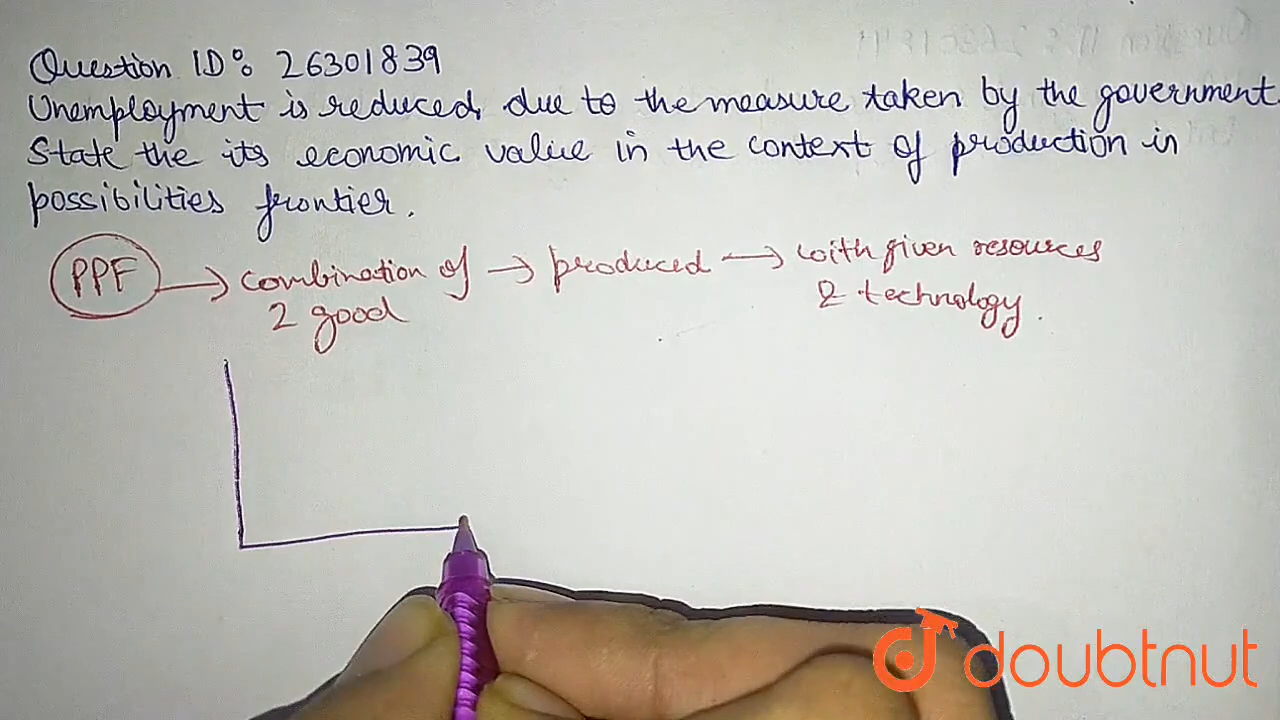 Question ID: 26301839
Unemployment is reduced, due to the measure taken by the government.
State the its economic value in the context of production in
possibilities frontier.
PPF → combination of 2 good → produced → with given resources & technology.
doubtnut